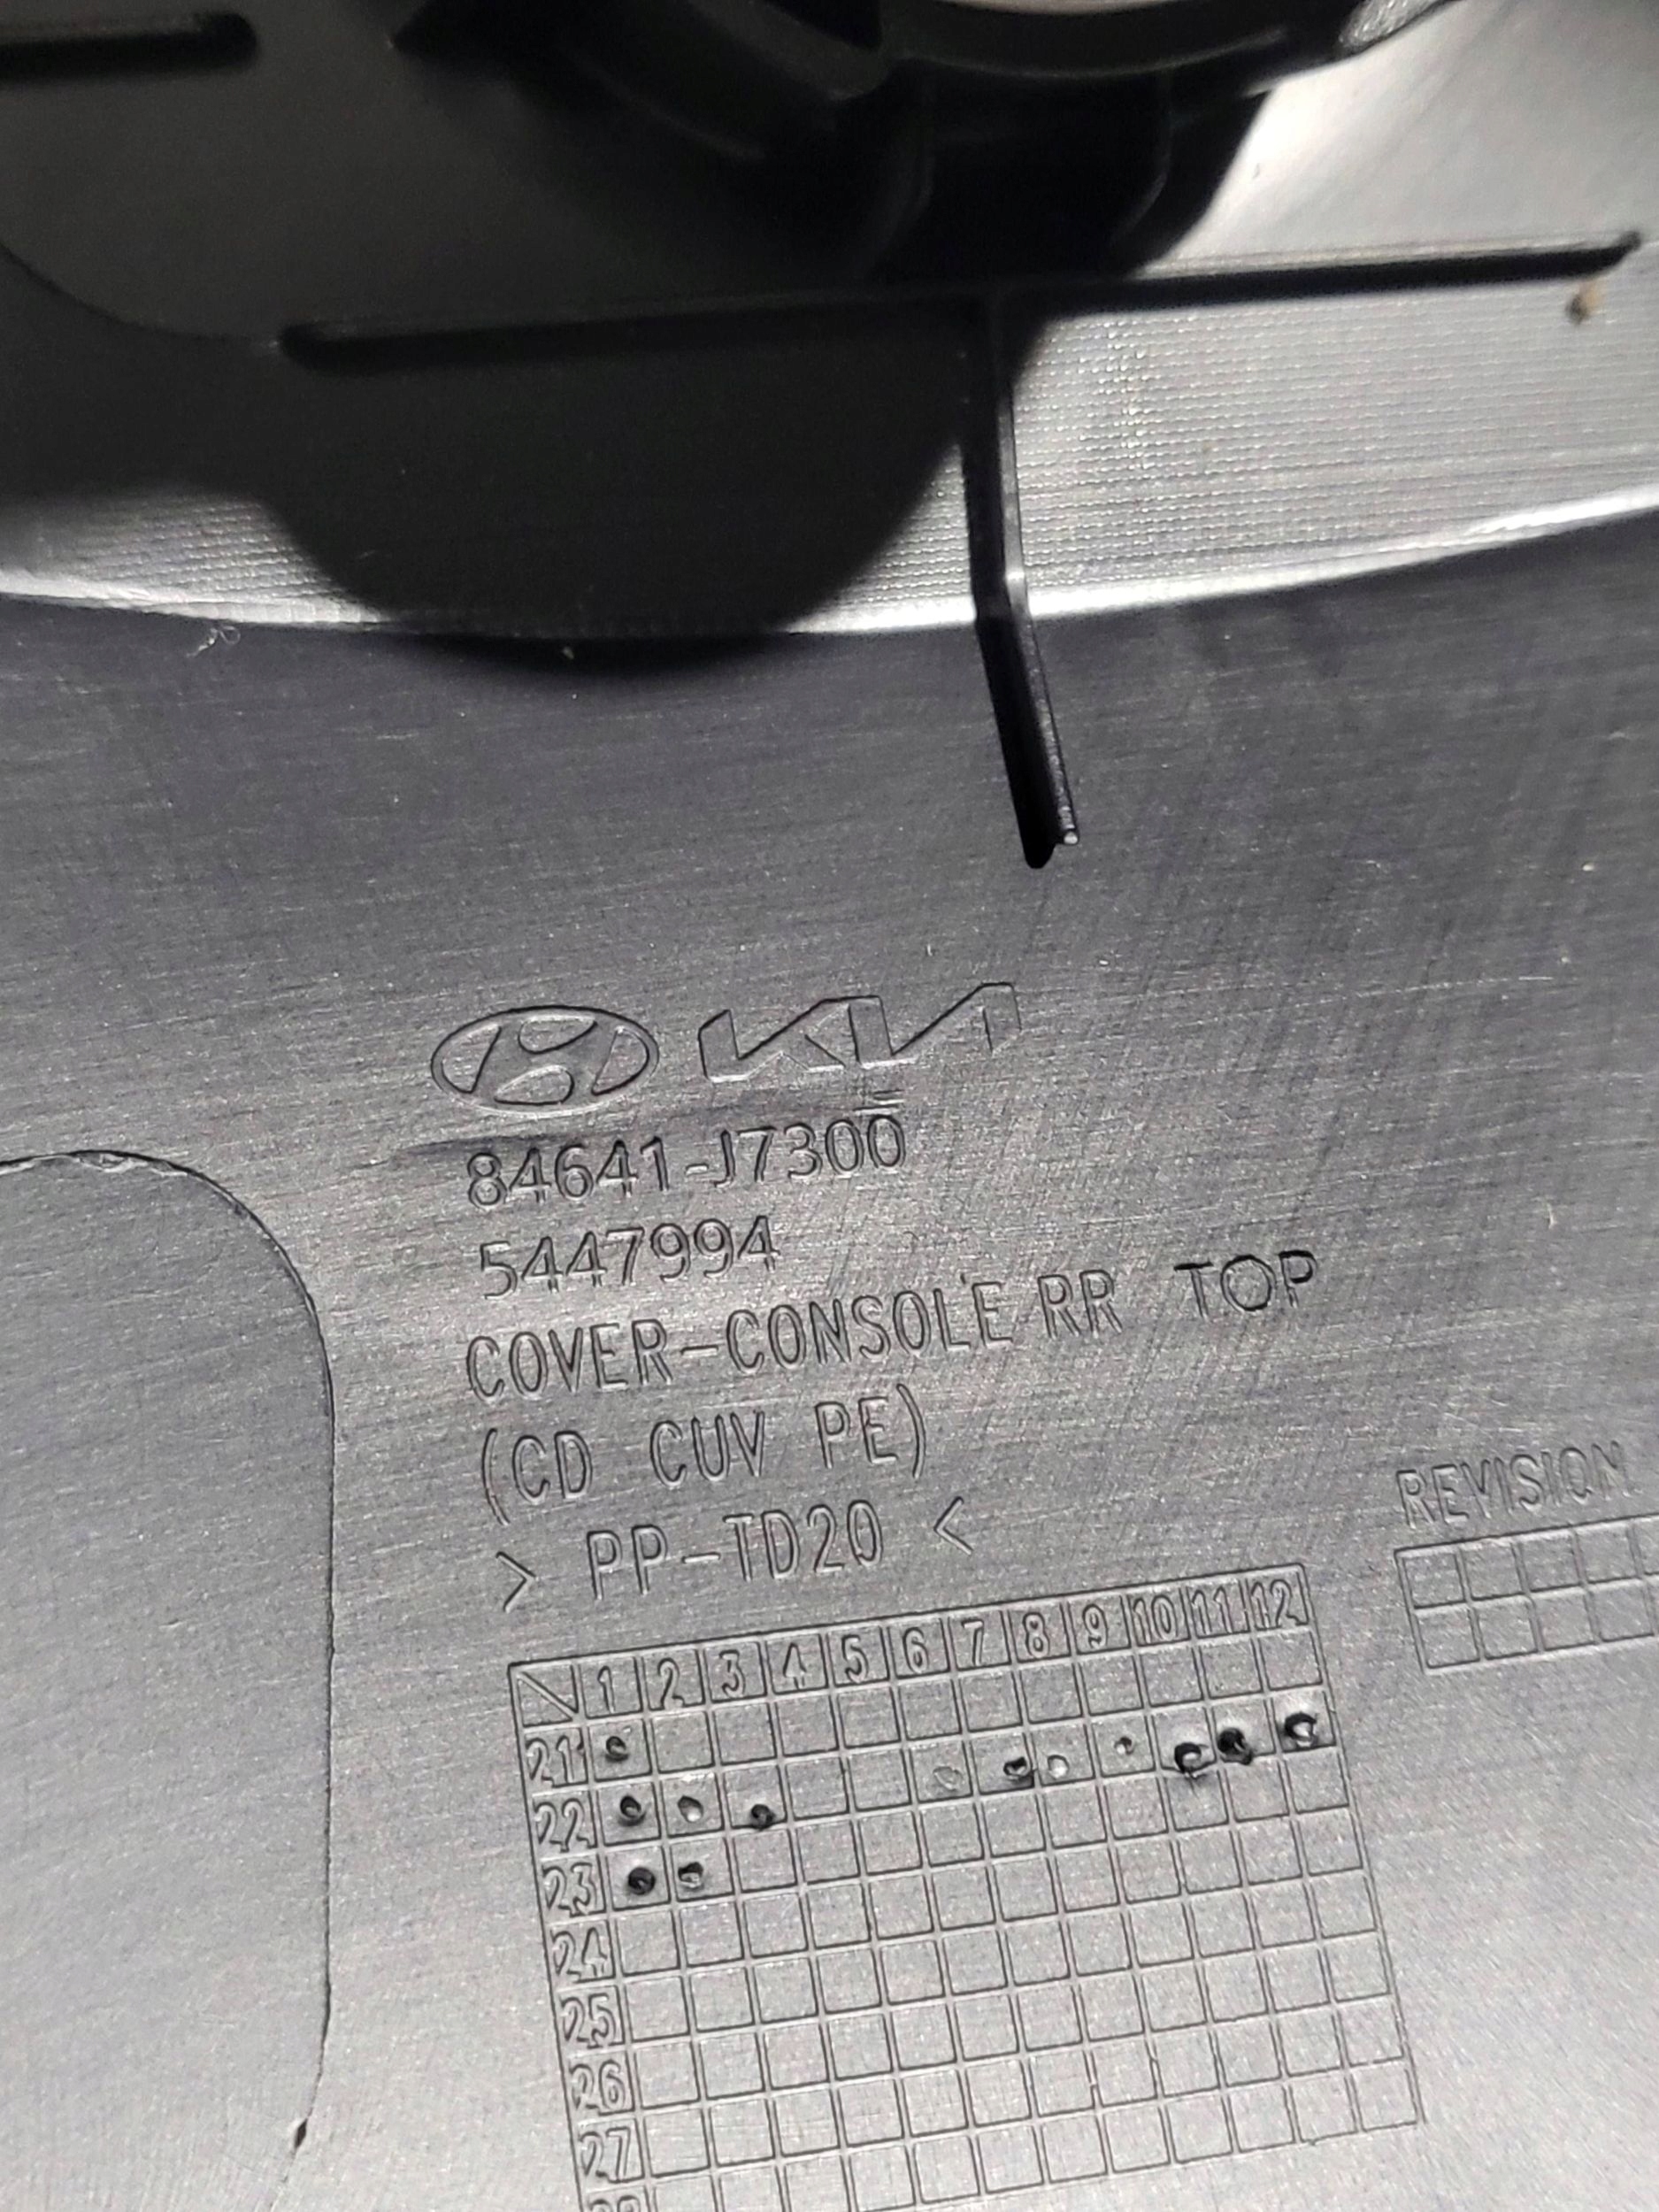 KIA
84641-J7300
5447994
COVER-CONSOLE RR TOP
(CD CUV PE)
> PP-TD20 <
REVISION
1 2 3 4 5 6 7 8 9 10 11 12
21
22
23
24
25
26
27